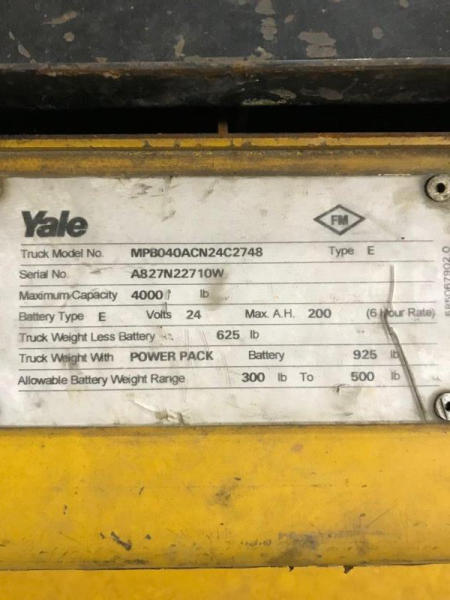 Yale
FM
Truck Model No. MPB040ACN24C2748 Type E
Serial No. A827N22710W
Maximum Capacity 4000 lb
Battery Type E Volts 24 Max. A.H. 200 (6 Hour Rate)
Truck Weight Less Battery 625 lb
Truck Weight With POWER PACK Battery 925 lb
Allowable Battery Weight Range 300 lb To 500 lb